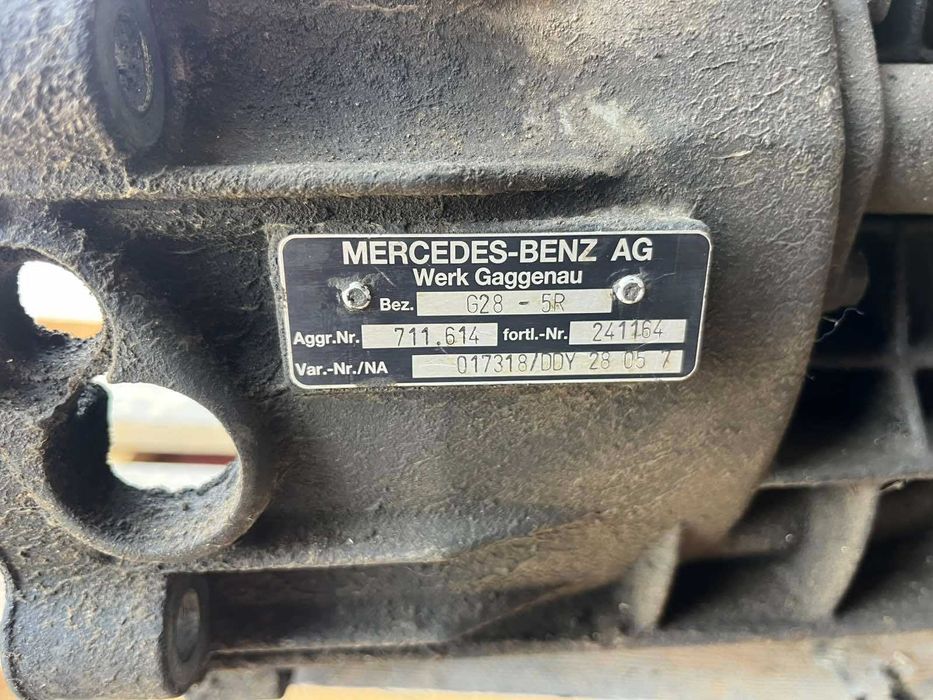 MERCEDES-BENZ AG
Werk Gaggenau
Bez. G28 - 5R
Aggr.Nr. 711.614 fortl.-Nr. 241164
Var.-Nr./NA 017318/DDY 28 05 7